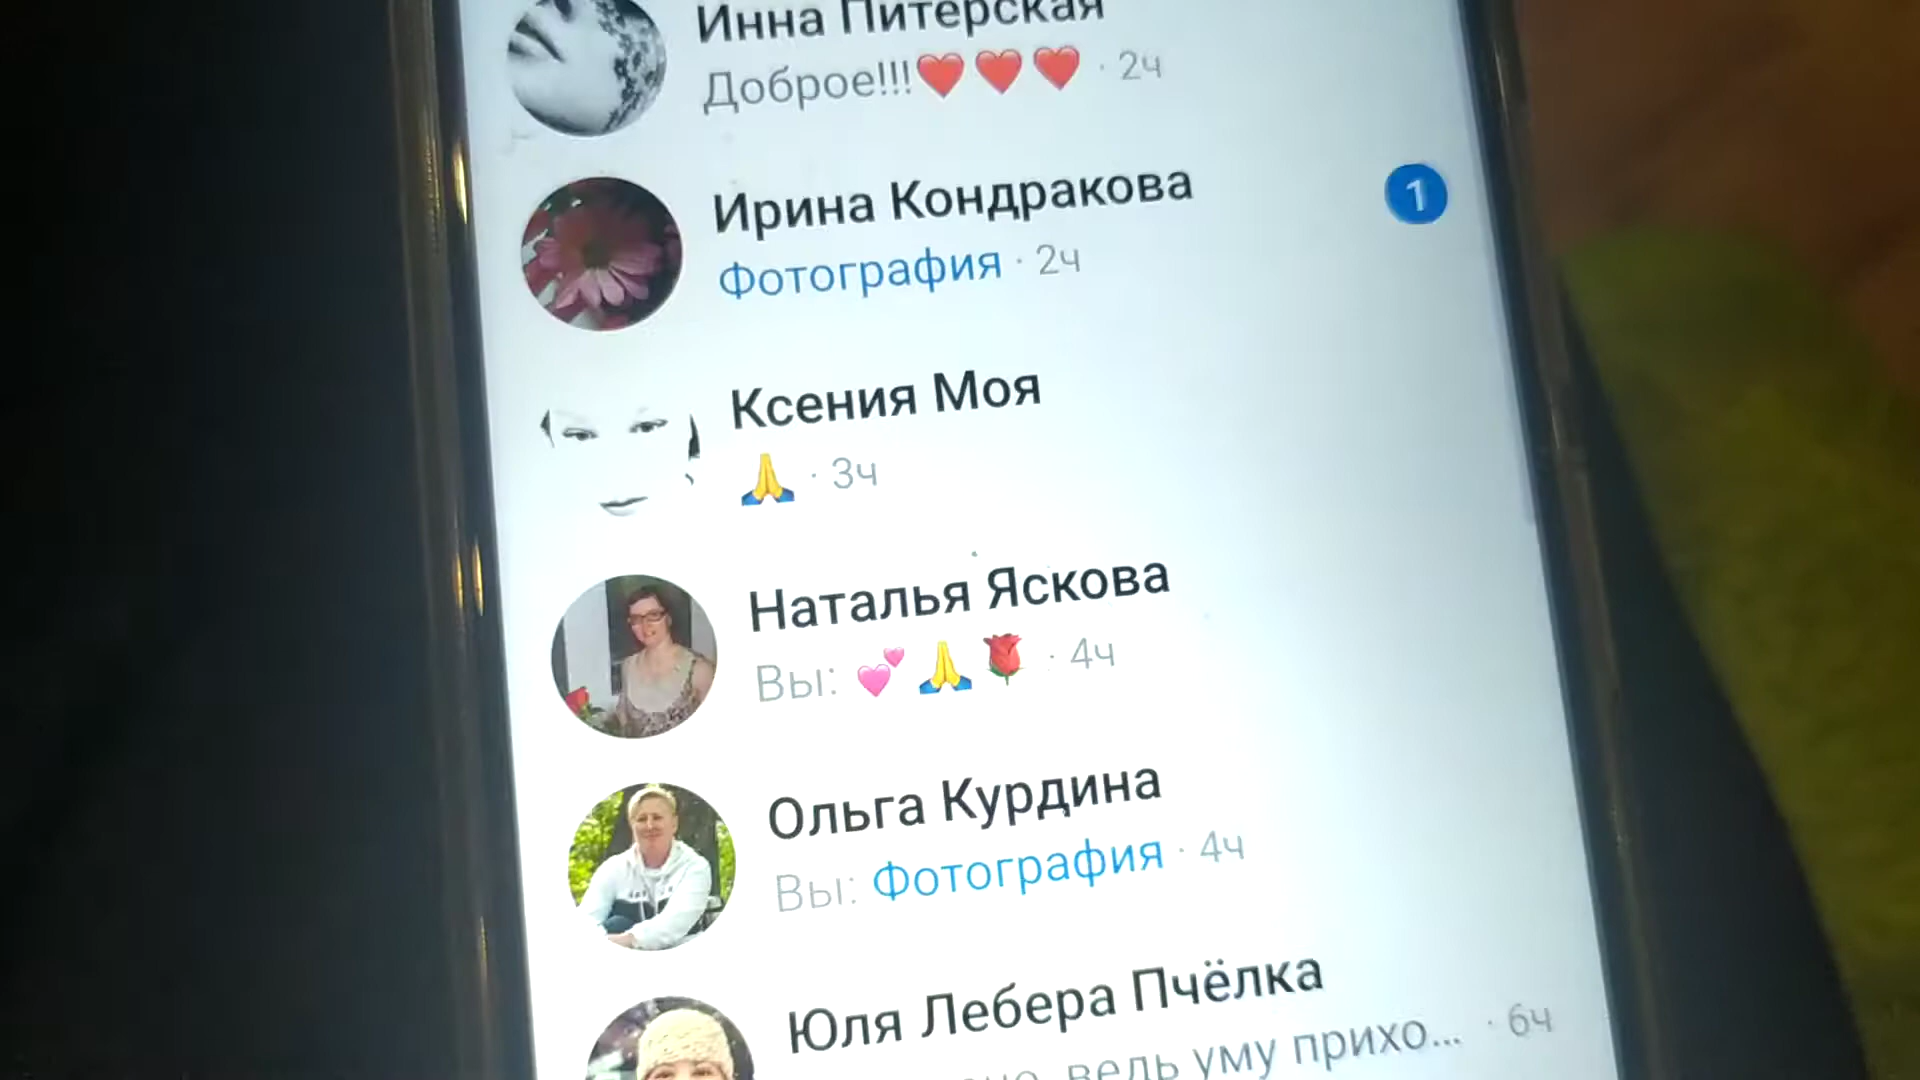 Инна Питерская
Доброе!!!❤️❤️❤️ · 2ч
Ирина Кондракова
1
Фотография · 2ч
Ксения Моя
🙏 · 3ч
Наталья Яскова
Вы: 💕🙏🌹 · 4ч
Ольга Курдина
Вы: Фотография · 4ч
Юля Лебера Пчёлка
ведь уму прихо... · 6ч